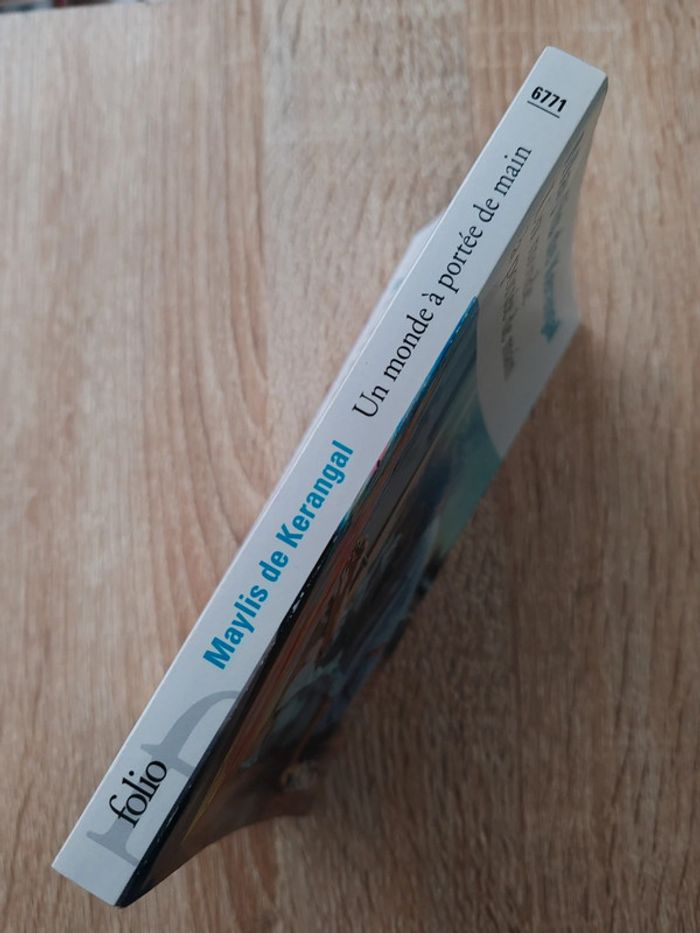 6771
Maylis de Kerangal Un monde à portée de main
folio